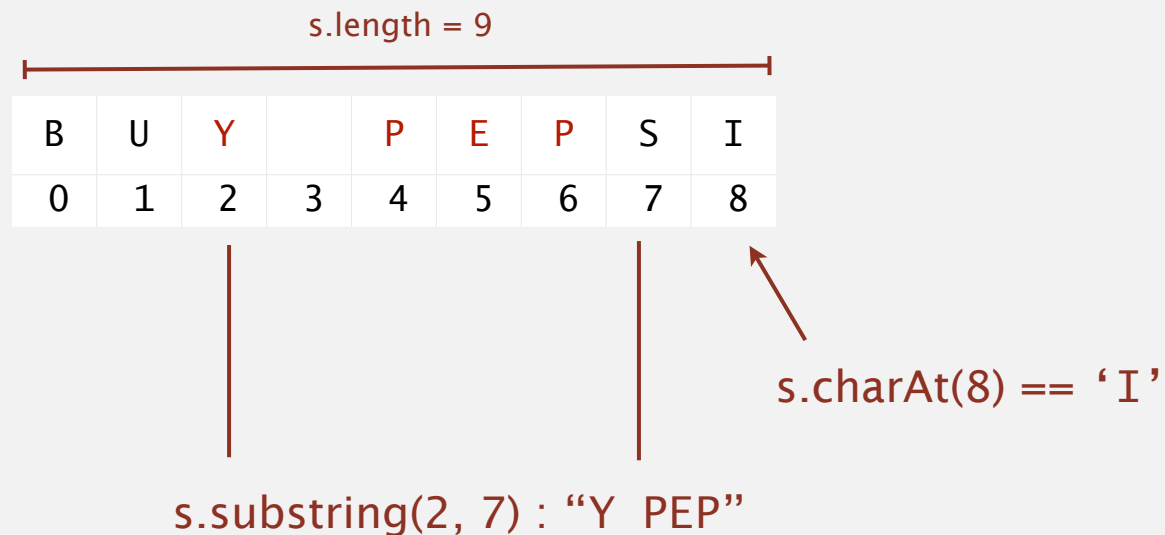 s.length = 9
B U Y P E P S I
0 1 2 3 4 5 6 7 8
s.charAt(8) == ‘I’
s.substring(2, 7) : “Y PEP”